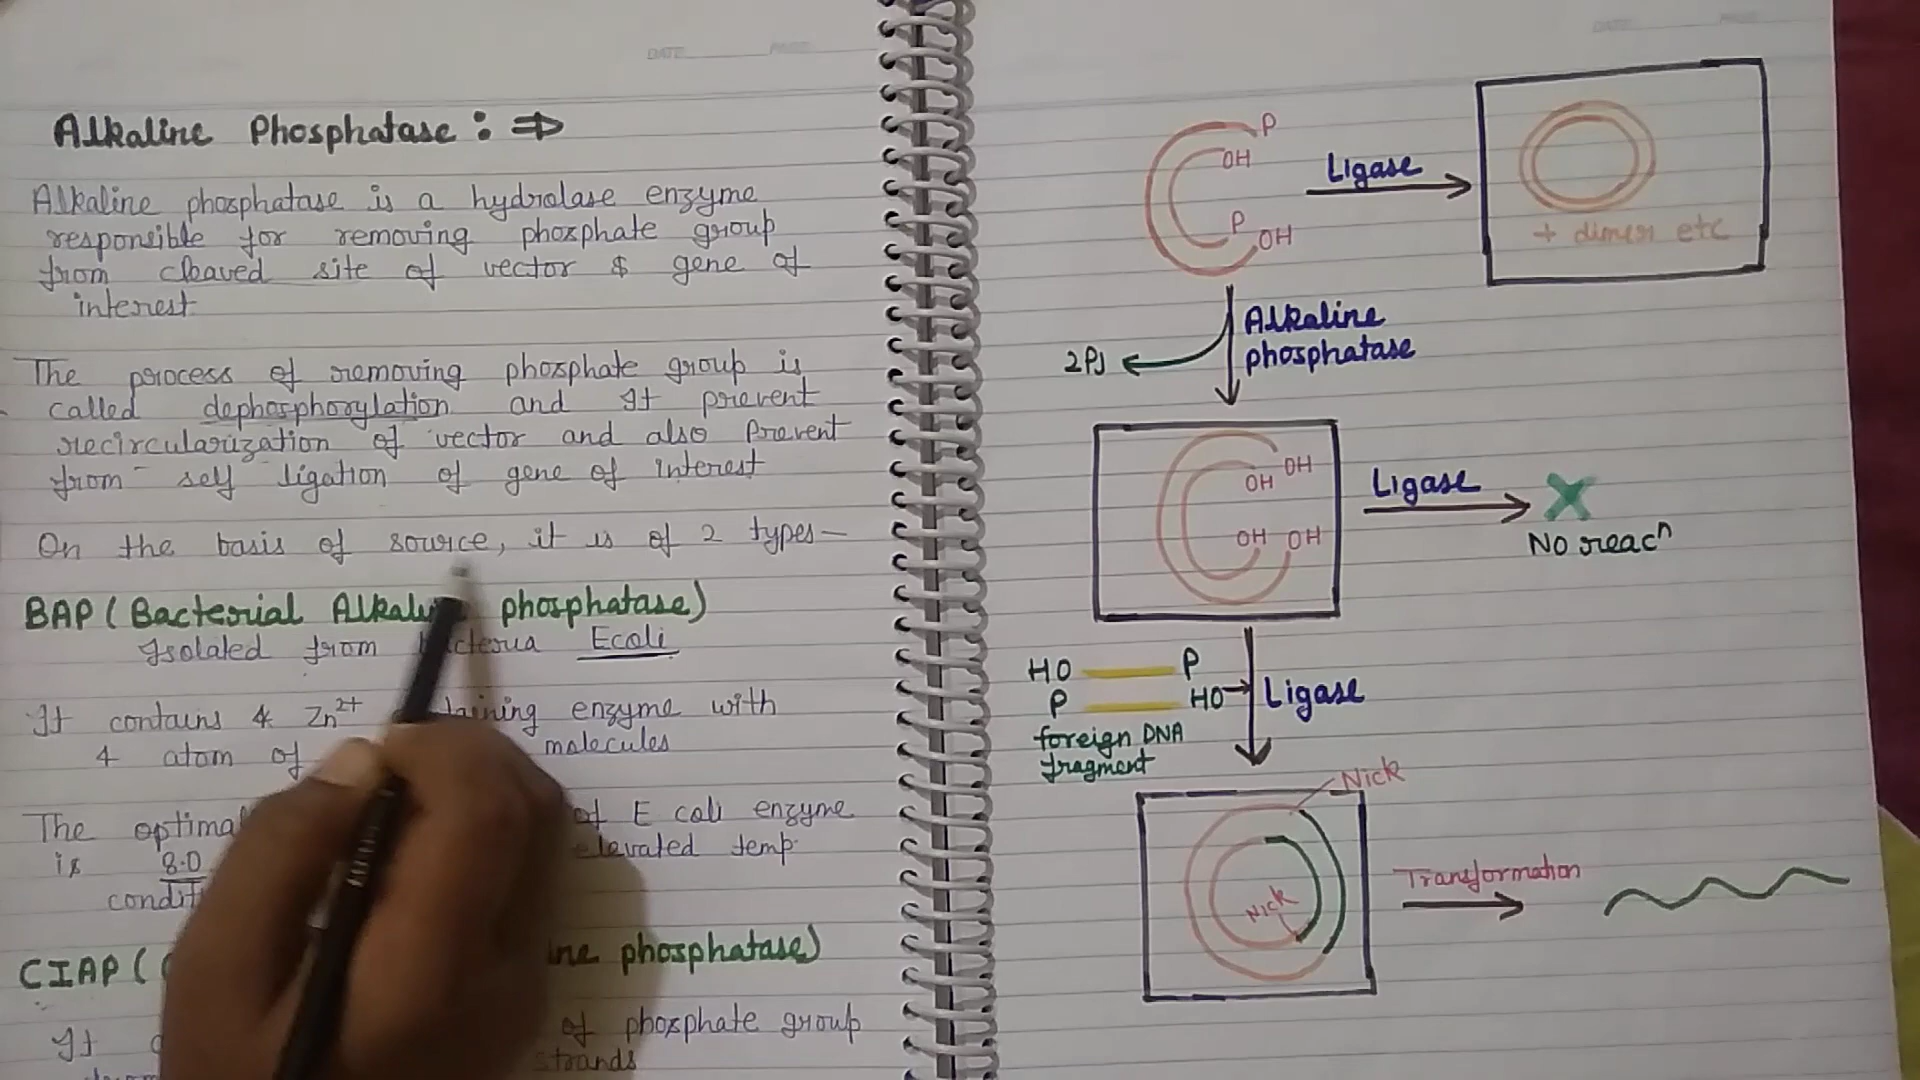 DATE PAGE
Alkaline Phosphatase : ⇒
Alkaline phosphatase is a hydrolase enzyme
responsible for removing phosphate group
from cleaved site of vector & gene of
interest
The process of removing phosphate group is
called dephosphorylation and It prevent
recircularization of vector and also Prevent
from self ligation of gene of interest
On the basis of source, it is of 2 types—
BAP (Bacterial phosphatase)
Isolated from Ecoli
It contains 4 Zn²⁺ enzyme with
4 atom of molecules
The of E coli enzyme
is 8.0 elevated temp.
CIAP ( phosphatase)
It of phosphate group
strands
DATE PAGE
P
OH
P
OH
Ligase
+ dimer etc
Alkaline
phosphatase
OH
OH
OH OH
Ligase
X
No reacⁿ
HO P
P HO
Ligase
foreign DNA
fragment
Nick
Nick
Transformation